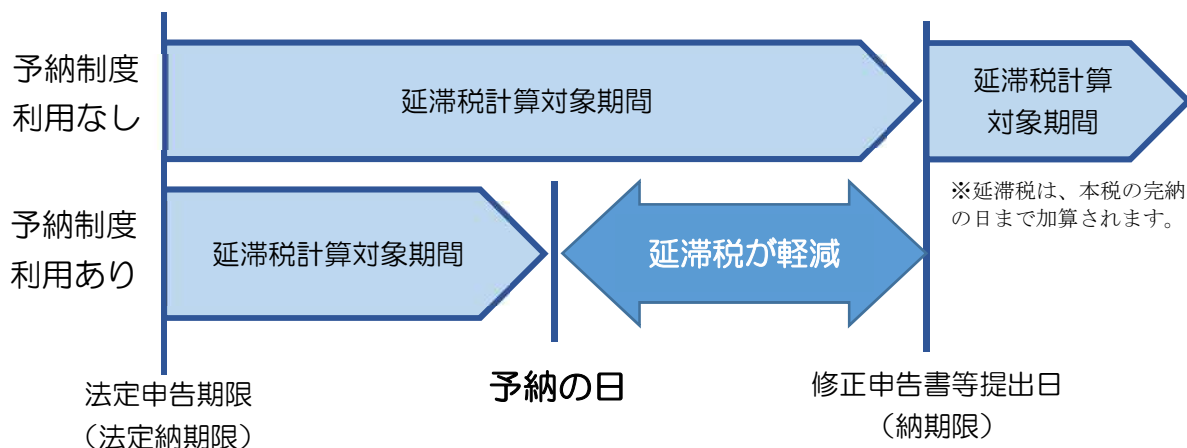 予納制度
利用なし
延滞税計算対象期間
延滞税計算
対象期間
※延滞税は、本税の完納
の日まで加算されます。
予納制度
利用あり
延滞税計算対象期間
延滞税が軽減
法定申告期限
（法定納期限）
予納の日
修正申告書等提出日
（納期限）